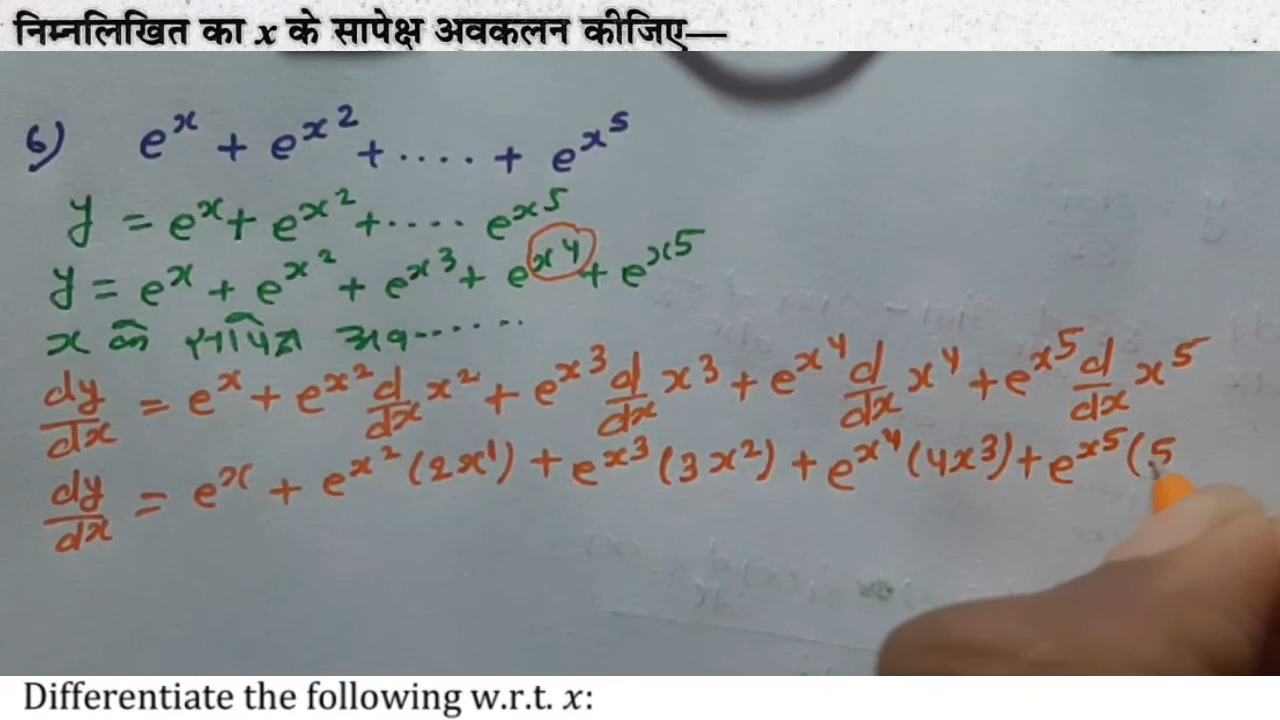 निम्नलिखित का x के सापेक्ष अवकलन कीजिए—
6) e^x + e^x^2 + .... + e^x^5
y = e^x + e^x^2 + .... e^x^5
y = e^x + e^x^2 + e^x^3 + e^x^4 + e^x^5
x के सापेक्ष अव......
dy/dx = e^x + e^x^2 d/dx x^2 + e^x^3 d/dx x^3 + e^x^4 d/dx x^4 + e^x^5 d/dx x^5
dy/dx = e^x + e^x^2 (2x^1) + e^x^3 (3x^2) + e^x^4 (4x^3) + e^x^5 (5
Differentiate the following w.r.t. x: